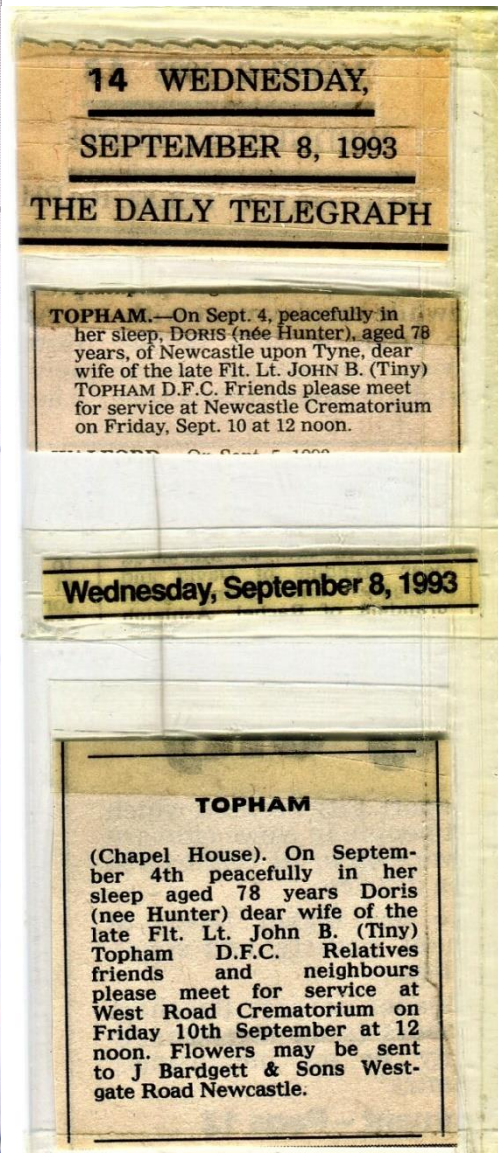 14 WEDNESDAY,
SEPTEMBER 8, 1993
THE DAILY TELEGRAPH
TOPHAM.—On Sept. 4, peacefully in
her sleep, DORIS (née Hunter), aged 78
years, of Newcastle upon Tyne, dear
wife of the late Flt. Lt. JOHN B. (Tiny)
TOPHAM D.F.C. Friends please meet
for service at Newcastle Crematorium
on Friday, Sept. 10 at 12 noon.
Wednesday, September 8, 1993
TOPHAM
(Chapel House). On Septem-
ber 4th peacefully in her
sleep aged 78 years Doris
(nee Hunter) dear wife of the
late Flt. Lt. John B. (Tiny)
Topham D.F.C. Relatives
friends and neighbours
please meet for service at
West Road Crematorium on
Friday 10th September at 12
noon. Flowers may be sent
to J Bardgett & Sons West-
gate Road Newcastle.